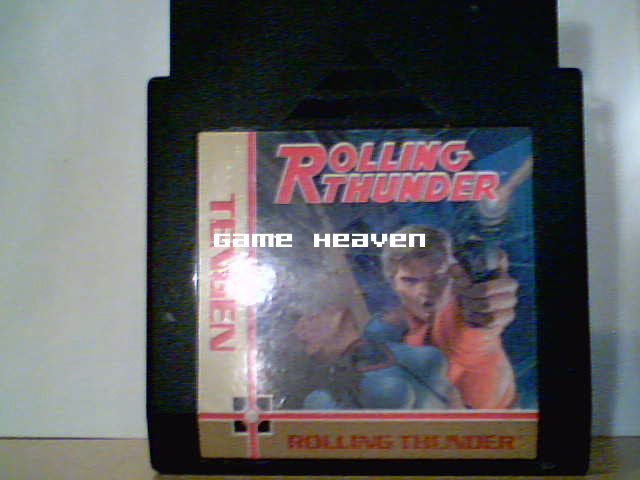 ROLLING
THUNDER
Game Heaven
TENGEN
ROLLING THUNDER